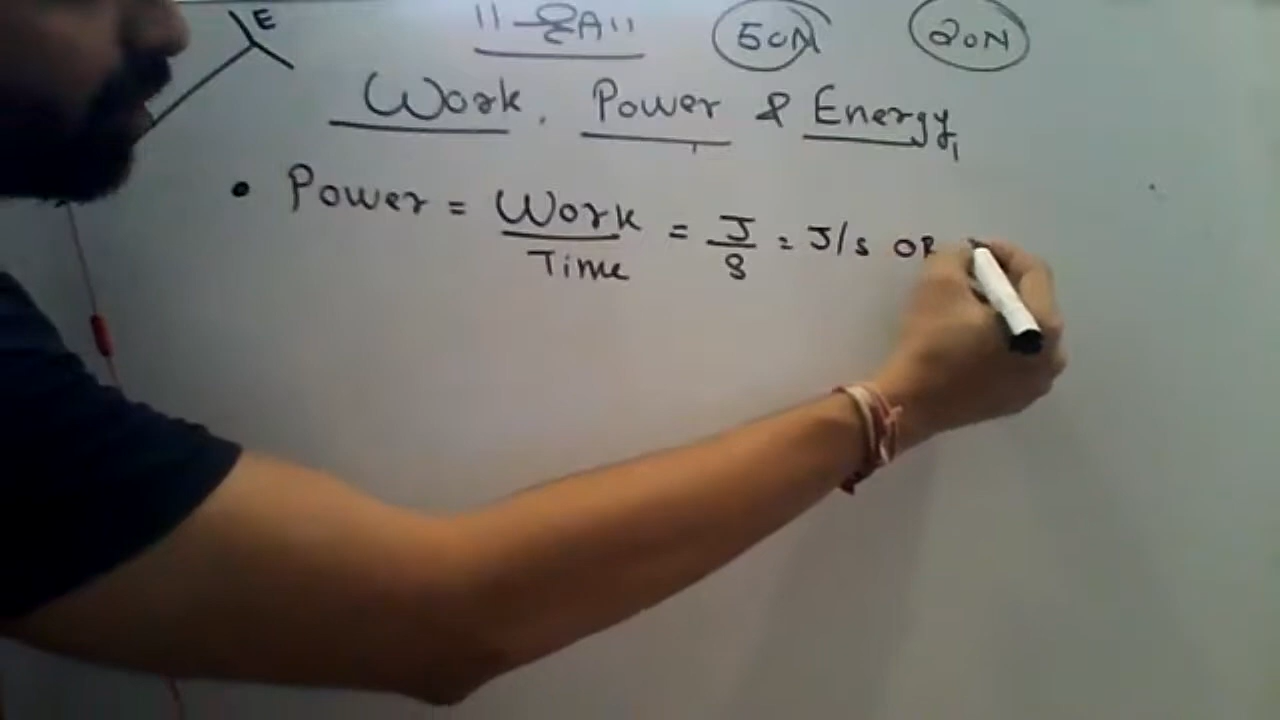 E
50N 20N
Work, Power & Energy
• Power = Work/Time = J/s = J/s OR